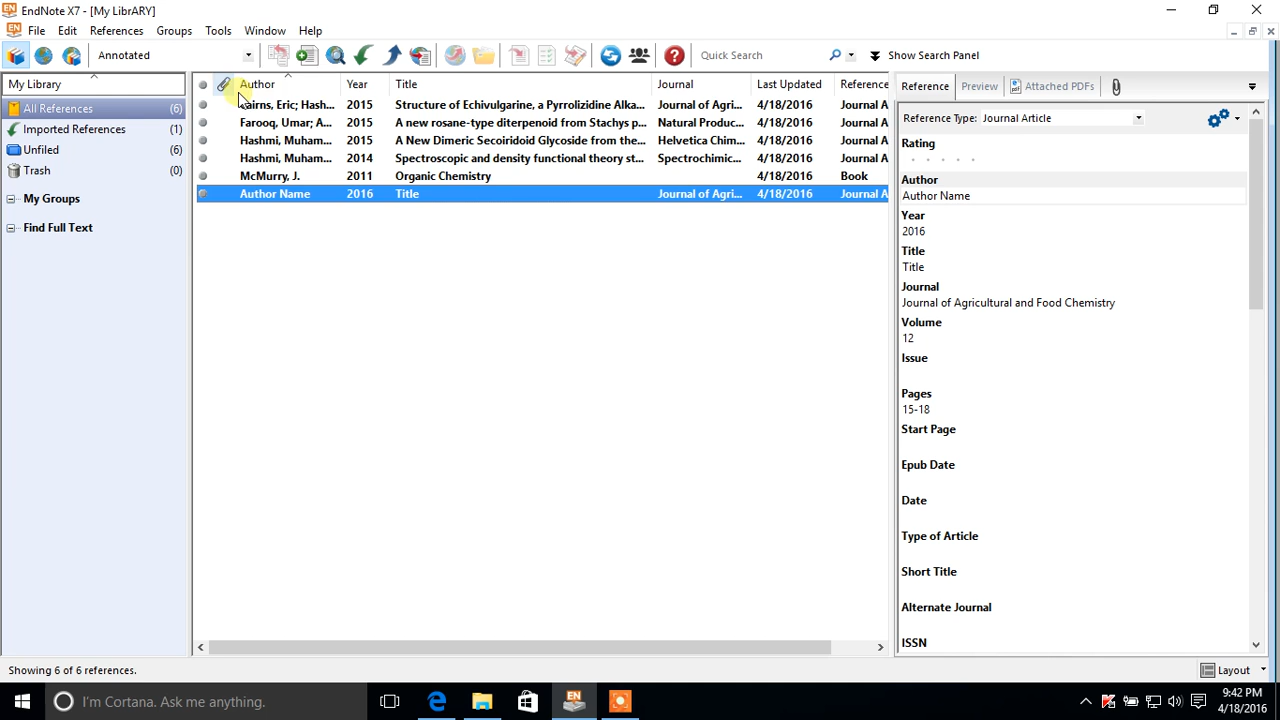 EN EndNote X7 - [My LibrARY]
EN File Edit References Groups Tools Window Help
Annotated
Quick Search
Show Search Panel
My Library
All References (6)
Imported References (1)
Unfiled (6)
Trash (0)
My Groups
Find Full Text
Author Year Title Journal Last Updated Reference
Eric; Hash... 2015 Structure of Echivulgarine, a Pyrrolizidine Alka... Journal of Agri... 4/18/2016 Journal A
Farooq, Umar; A... 2015 A new rosane-type diterpenoid from Stachys p... Natural Produc... 4/18/2016 Journal A
Hashmi, Muham... 2015 A New Dimeric Secoiridoid Glycoside from the... Helvetica Chim... 4/18/2016 Journal A
Hashmi, Muham... 2014 Spectroscopic and density functional theory st... Spectrochimic... 4/18/2016 Journal A
McMurry, J. 2011 Organic Chemistry 4/18/2016 Book
Author Name 2016 Title Journal of Agri... 4/18/2016 Journal A
Reference Preview Attached PDFs
Reference Type: Journal Article
Rating
Author
Author Name
Year
2016
Title
Title
Journal
Journal of Agricultural and Food Chemistry
Volume
12
Issue
Pages
15-18
Start Page
Epub Date
Date
Type of Article
Short Title
Alternate Journal
ISSN
Showing 6 of 6 references.
Layout
I'm Cortana. Ask me anything.
EN
9:42 PM
4/18/2016